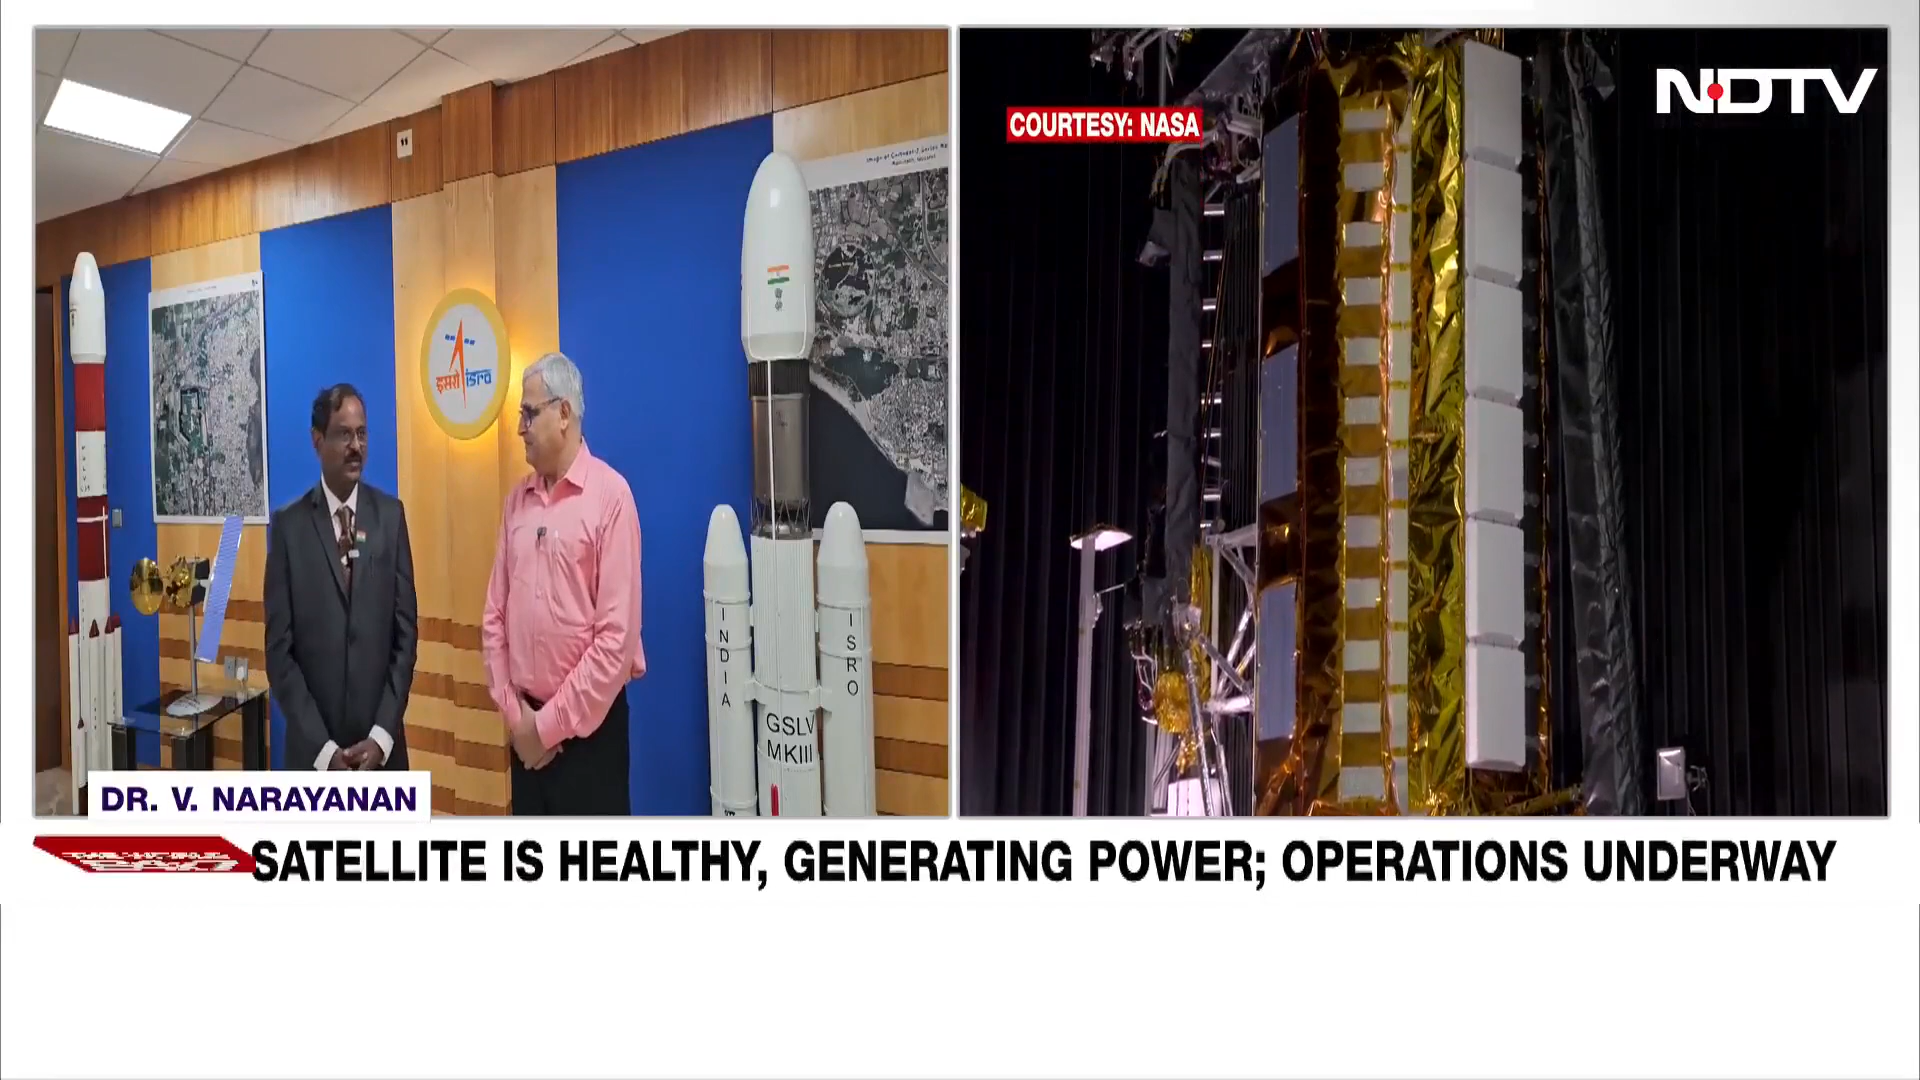 NDTV
COURTESY: NASA
इसरो isro
INDIA
ISRO
GSLV
MKIII
DR. V. NARAYANAN
SATELLITE IS HEALTHY, GENERATING POWER; OPERATIONS UNDERWAY